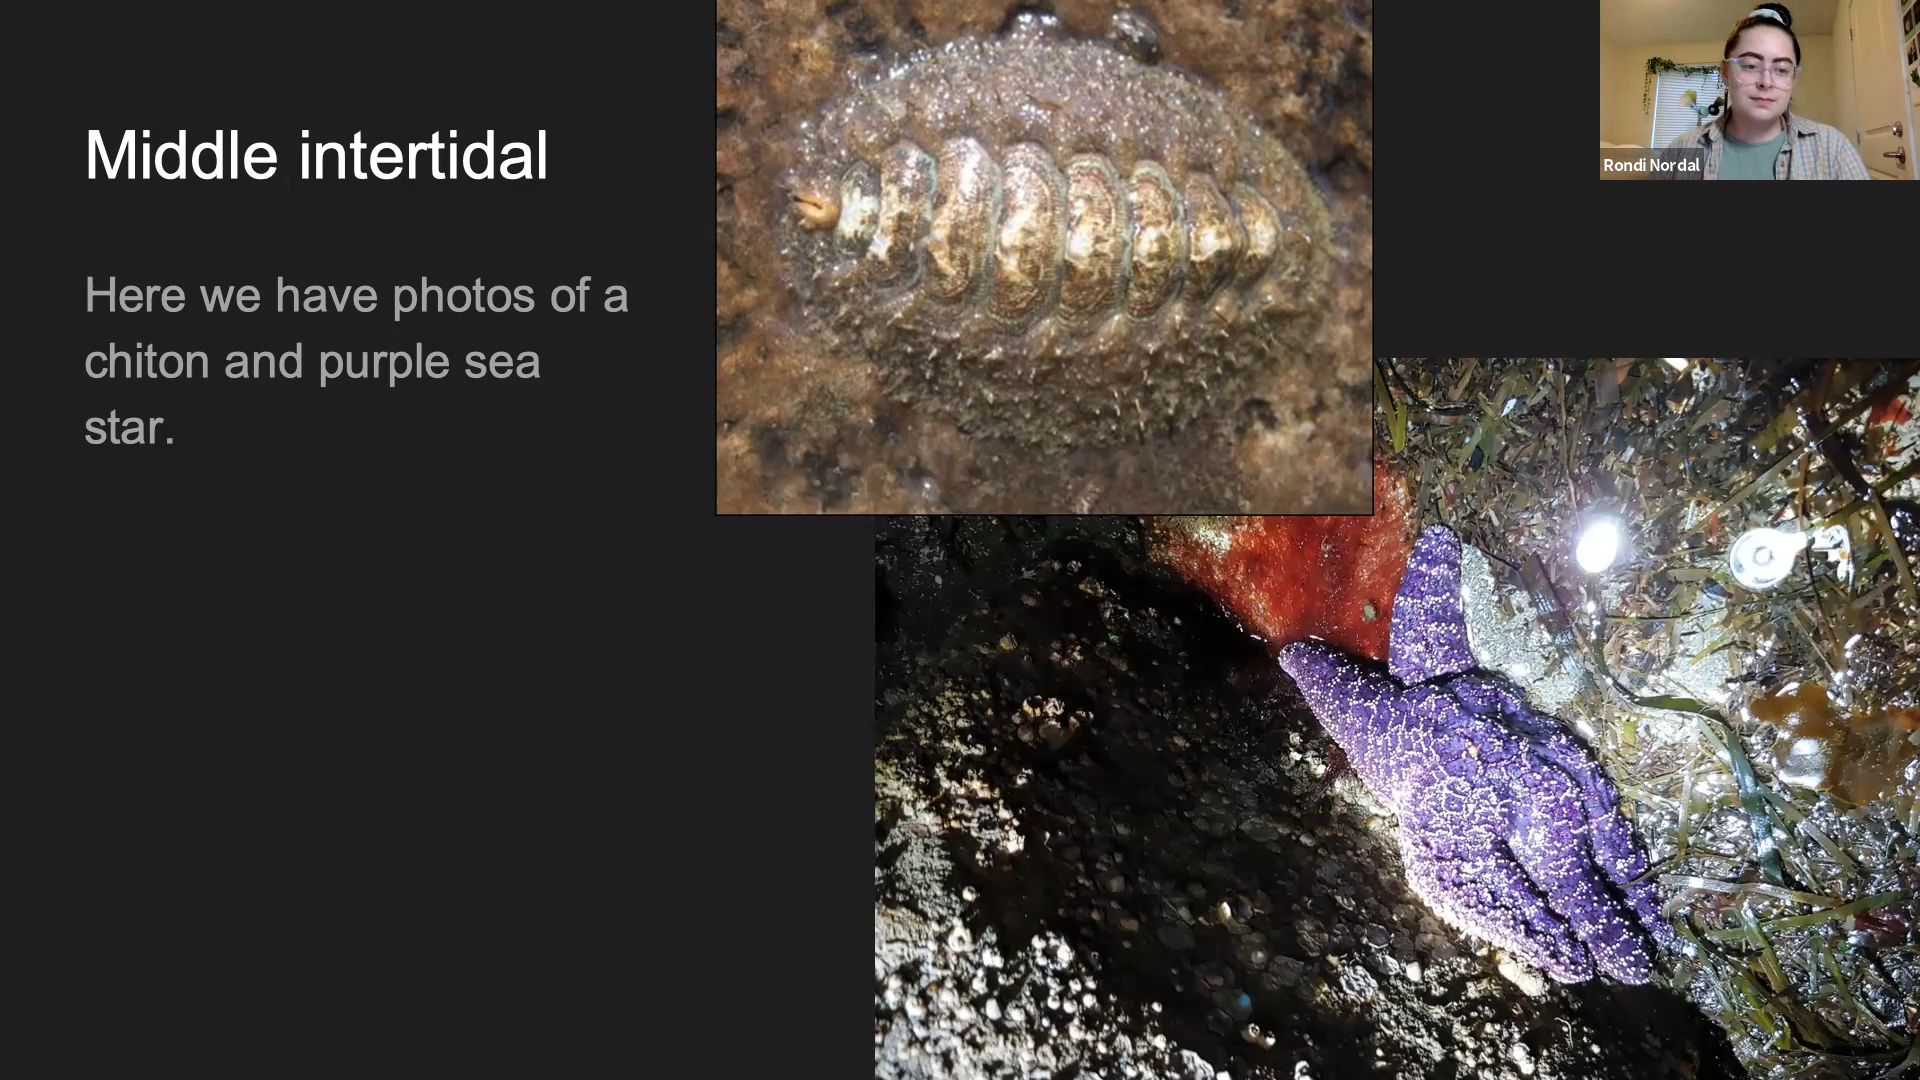 Middle intertidal
Here we have photos of a
chiton and purple sea
star.
Rondi Nordal